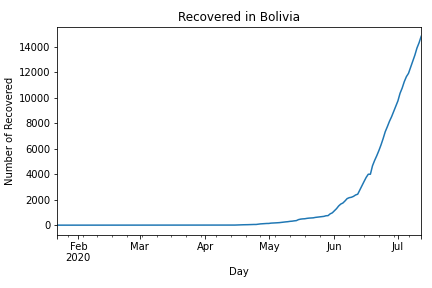 Recovered in Bolivia
Number of Recovered
14000
12000
10000
8000
6000
4000
2000
0
Feb
2020
Mar
Apr
May
Jun
Jul
Day